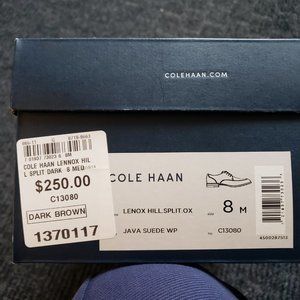 COLEHAAN.COM
COLE HAAN LENNOX HIL
L SPLIT DARK 8 MED
$250.00
C13080
DARK BROWN
1370117
COLE HAAN
LENOX HILL.SPLIT.OX
8 M
JAVA SUEDE WP
C13080